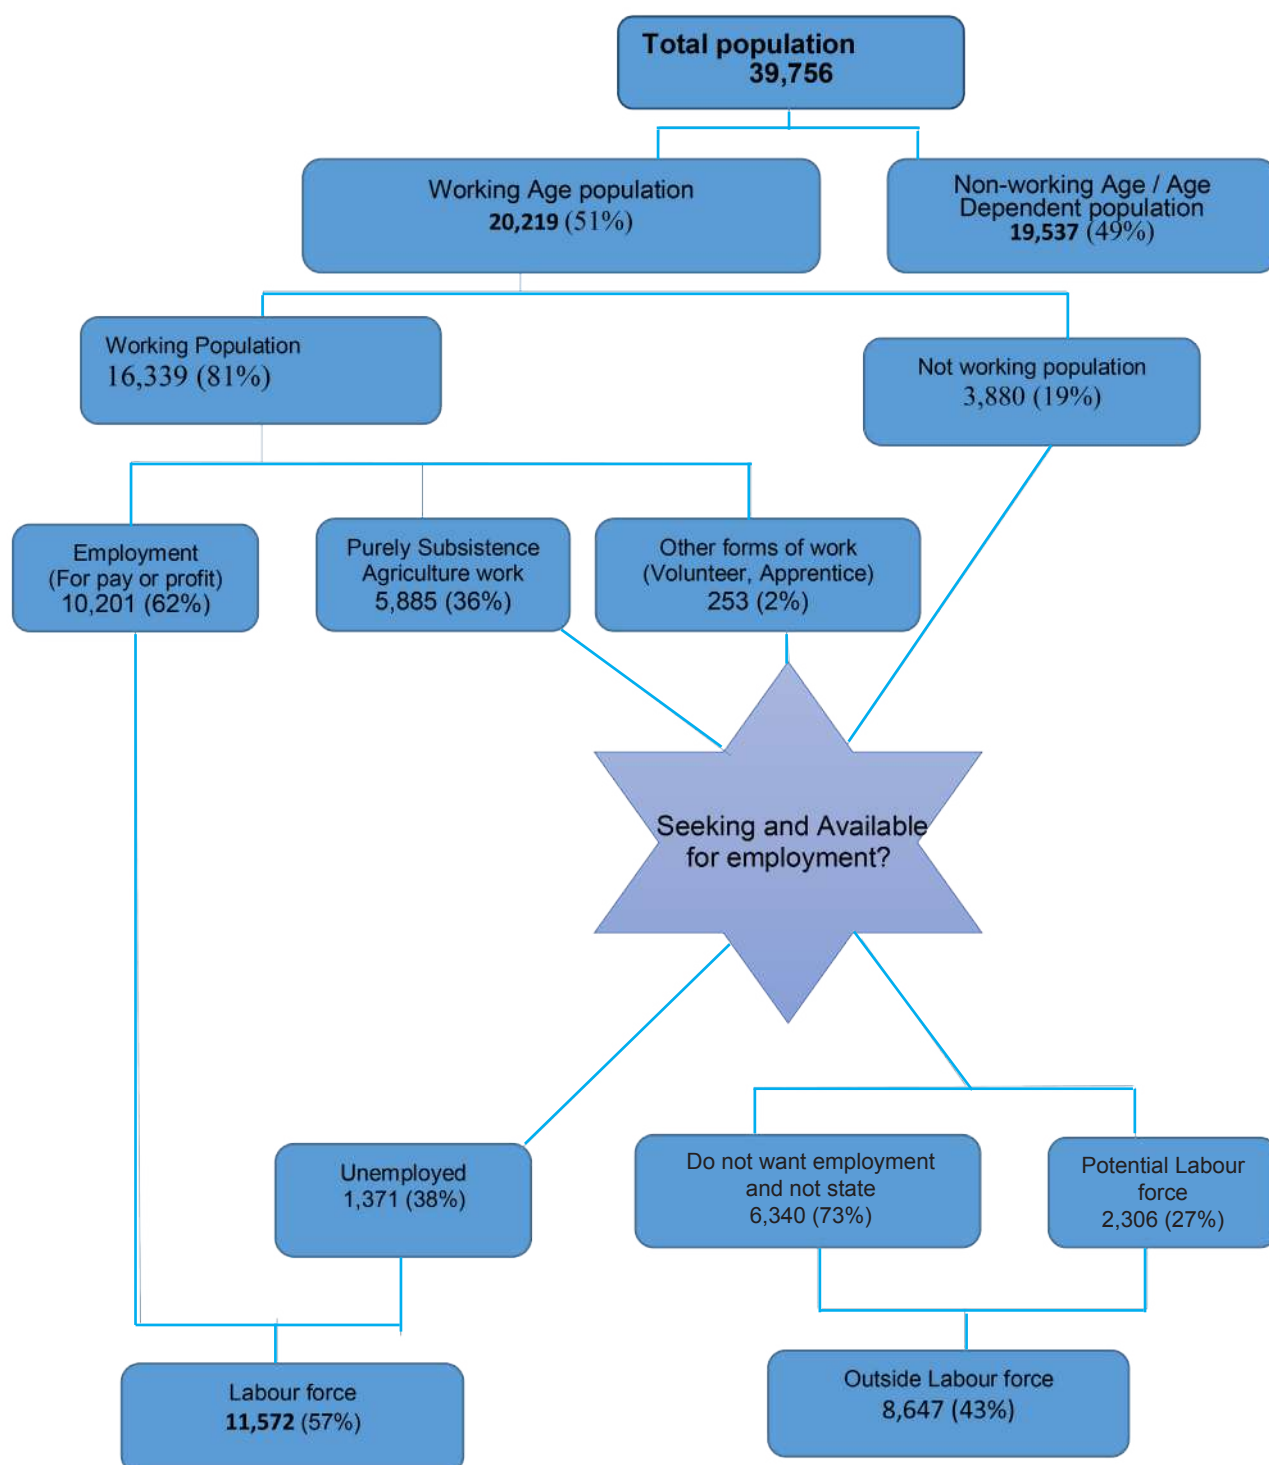 Total population
39,756
Working Age population
20,219 (51%)
Non-working Age / Age
Dependent population
19,537 (49%)
Working Population
16,339 (81%)
Not working population
3,880 (19%)
Employment
(For pay or profit)
10,201 (62%)
Purely Subsistence
Agriculture work
5,885 (36%)
Other forms of work
(Volunteer, Apprentice)
253 (2%)
Seeking and Available
for employment?
Unemployed
1,371 (38%)
Do not want employment
and not state
6,340 (73%)
Potential Labour
force
2,306 (27%)
Labour force
11,572 (57%)
Outside Labour force
8,647 (43%)